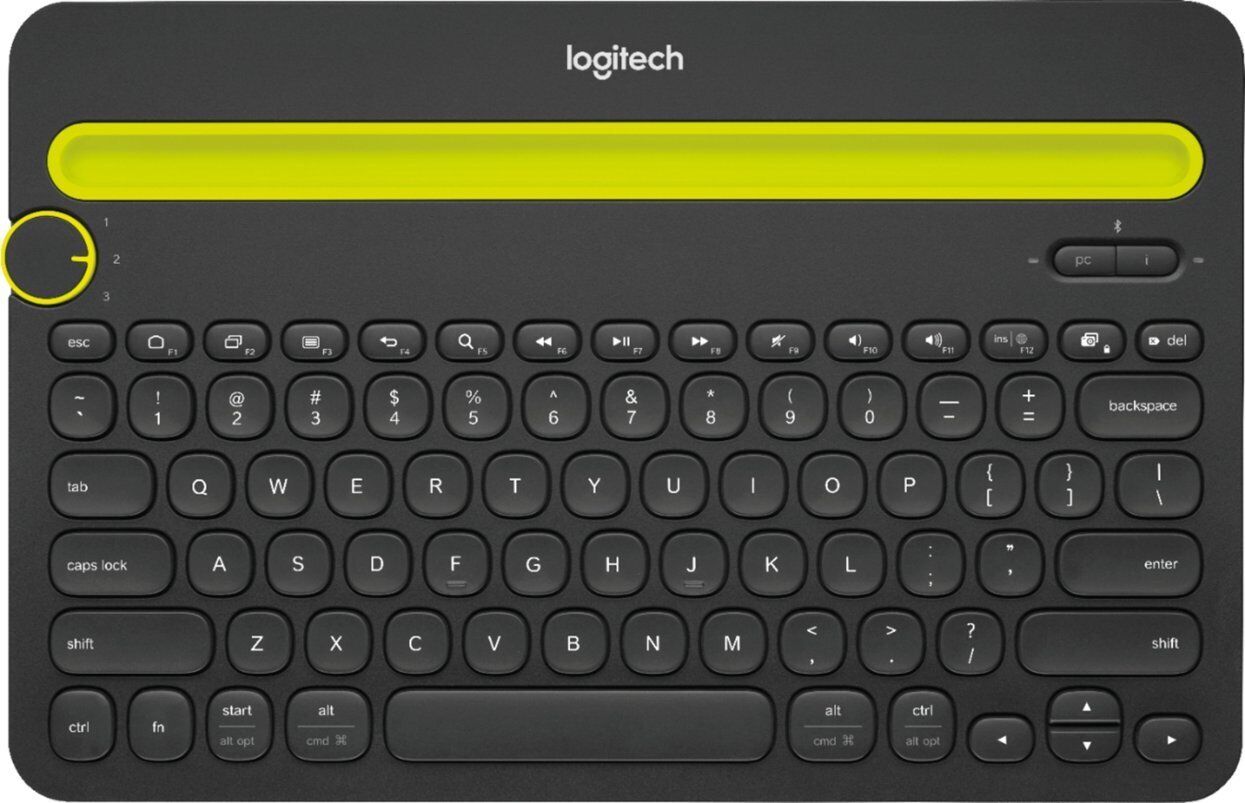 logitech
1
2
3
pc i
esc F1 F2 F3 F4 F5 F6 F7 F8 F9 F10 F11 ins | F12 del
~ ! @ # $ % ^ & * ( ) — +
` 1 2 3 4 5 6 7 8 9 0 – = backspace
tab Q W E R T Y U I O P { [ } ] | \
caps lock A S D F G H J K L : ; " ' enter
shift Z X C V B N M < , > . ? / shift
ctrl fn start alt alt ctrl
alt opt cmd ⌘ cmd ⌘ alt opt